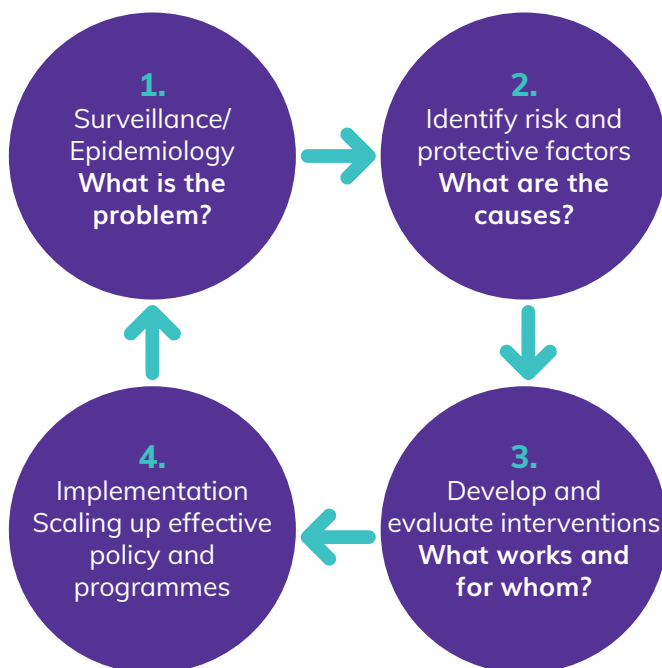 1.
Surveillance/
Epidemiology
What is the
problem?
2.
Identify risk and
protective factors
What are the
causes?
3.
Develop and
evaluate interventions
What works and
for whom?
4.
Implementation
Scaling up effective
policy and
programmes